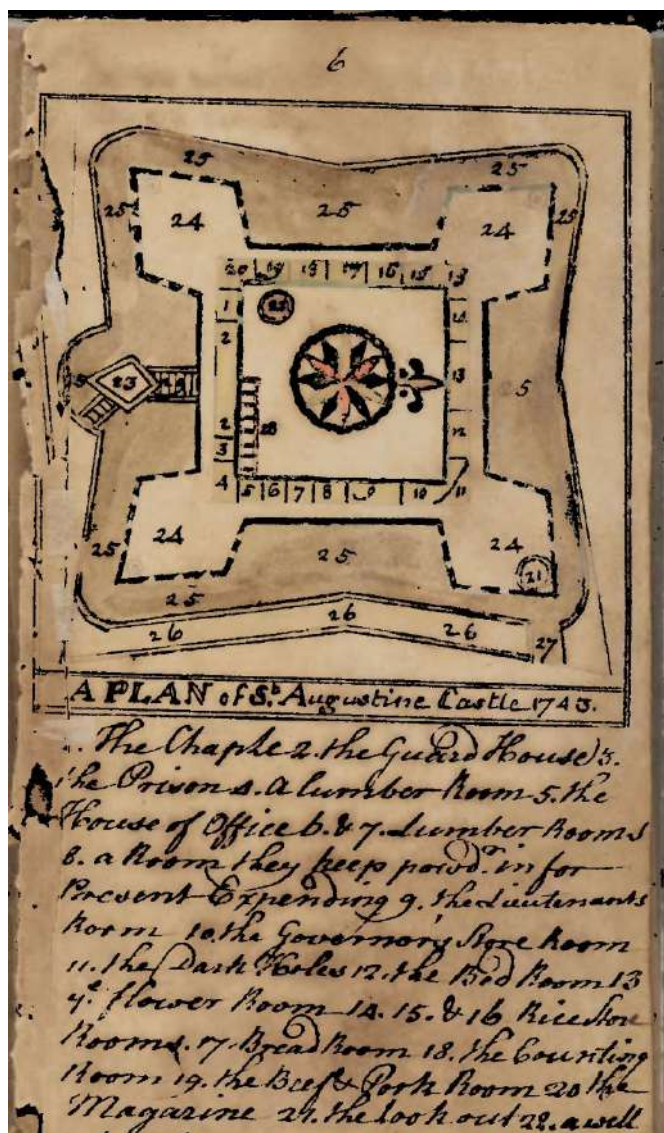 6
25 25
25 24 25 24 25
20 19 18 17 16 15 13
1 22 14
2
23 13 5
2 28 12
3
4 5 6 7 8 9 10 11
24 24
25 25 21
25
26 26 26 27
A PLAN of St. Augustine Castle 1743.
1. The Chaple 2. the Guard House 3.
the Prison 4. a lumber Room 5. the
House of Office 6. & 7. Lumber Rooms
8. a Room they keep powdr. in for
Present Expending 9. the Lieutenants
Room 10. the Governor's Store Room
11. the Dark Holes 12. the Bed Room 13
ye. flower Room 14. 15. & 16 Rice Store
Rooms. 17. Bread Room 18. the Counting
Room 19. the Beef & Pork Room 20 the
Magazine 21. the look out 22. a well